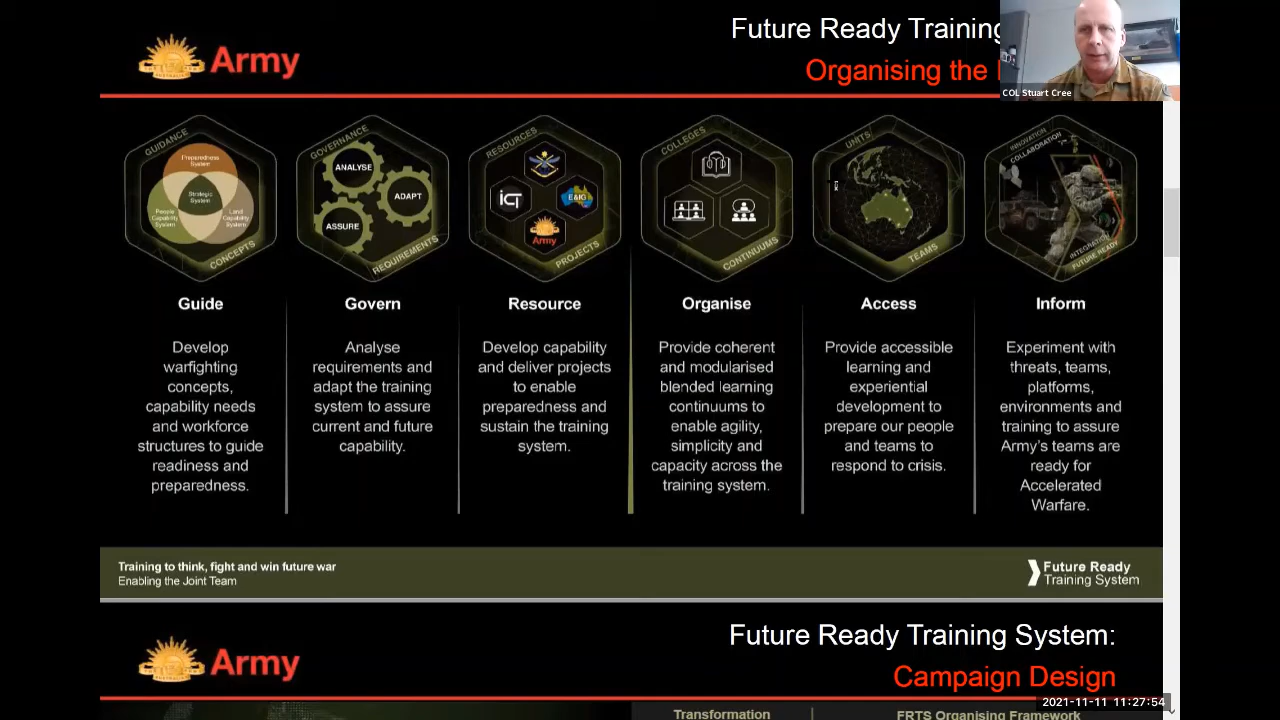 Future Ready Training
Organising the
Army
COL Stuart Cree
GUIDANCE
Preparedness
System
Strategic
System
People
Capability
System
Land
Capability
System
CONCEPTS
GOVERNANCE
ANALYSE
ADAPT
ASSURE
REQUIREMENTS
RESOURCES
iCT
E&IG
Army
PROJECTS
COLLEGES
CONTINUUMS
UNITS
TEAMS
INNOVATION
COLLABORATION
INTEGRATION
FUTURE READY
Guide
Develop
warfighting
concepts,
capability needs
and workforce
structures to guide
readiness and
preparedness.
Govern
Analyse
requirements and
adapt the training
system to assure
current and future
capability.
Resource
Develop capability
and deliver projects
to enable
preparedness and
sustain the training
system.
Organise
Provide coherent
and modularised
blended learning
continuums to
enable agility,
simplicity and
capacity across the
training system.
Access
Provide accessible
learning and
experiential
development to
prepare our people
and teams to
respond to crisis.
Inform
Experiment with
threats, teams,
platforms,
environments and
training to assure
Army's teams are
ready for
Accelerated
Warfare.
Training to think, fight and win future war
Enabling the Joint Team
Future Ready
Training System
Army
Future Ready Training System:
Campaign Design
2021-11-11 11:27:54
Transformation
FRTS Organising Framework